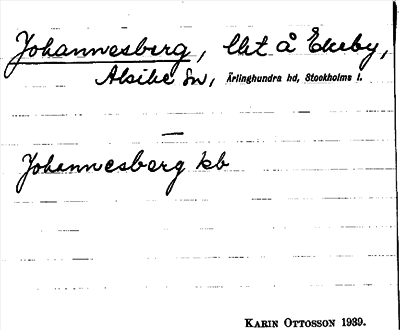 Johannesberg, lht å Ekeby,
Alsike sn, Ärlinghundra hd, Stockholms l.
—
Johannesberg kb
KARIN OTTOSSON 1939.